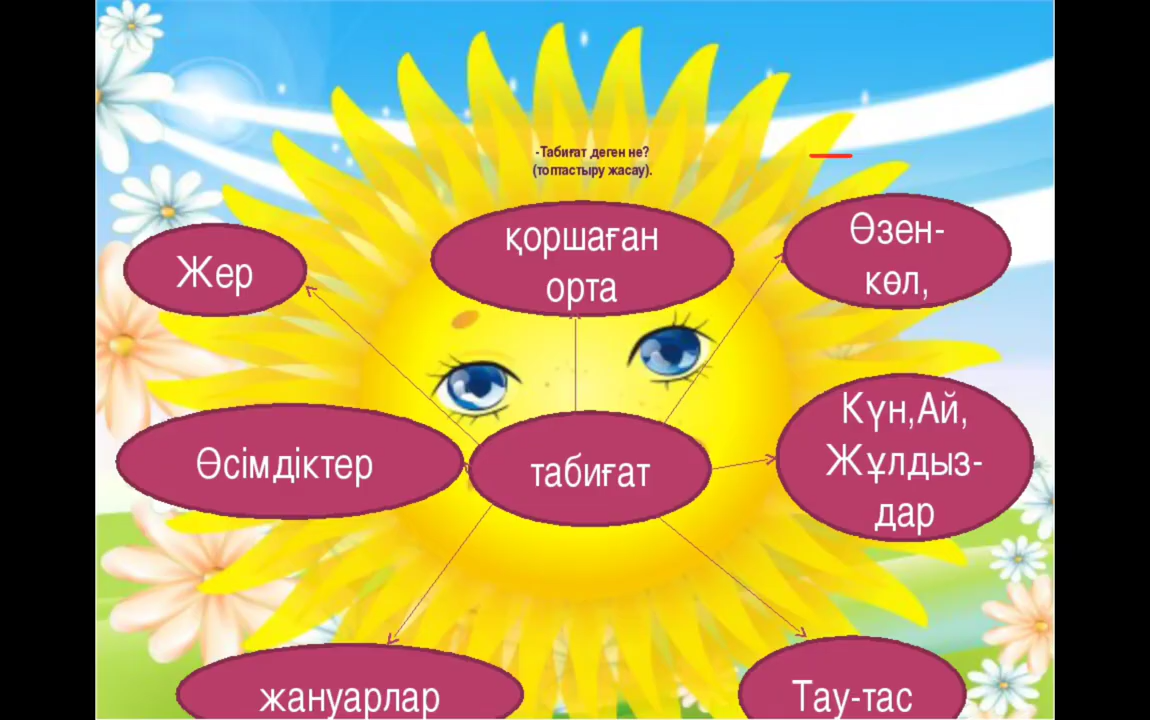 -Табиғат деген не?
(топтастыру жасау).
Жер
қоршаған
орта
Өзен-
көл,
Өсімдіктер
табиғат
Күн,Ай,
Жұлдыз-
дар
жануарлар
Тау-тас